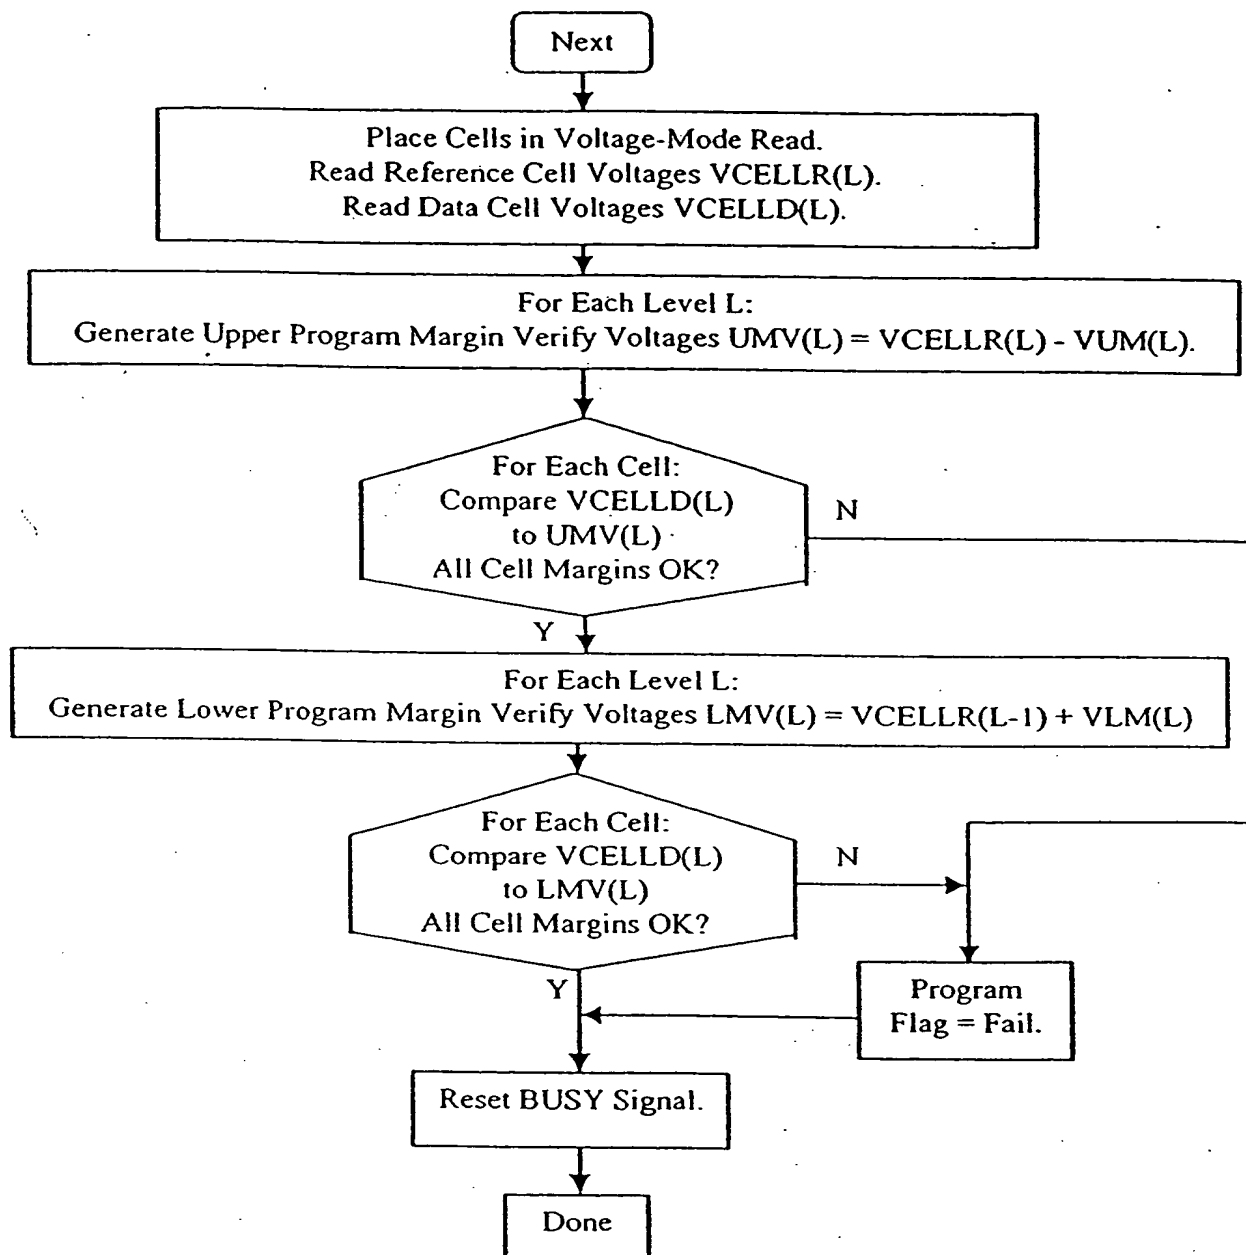 Next
Place Cells in Voltage-Mode Read.
Read Reference Cell Voltages VCELLR(L).
Read Data Cell Voltages VCELLD(L).
For Each Level L:
Generate Upper Program Margin Verify Voltages UMV(L) = VCELLR(L) - VUM(L).
For Each Cell:
Compare VCELLD(L)
to UMV(L)
All Cell Margins OK?
N
Y
For Each Level L:
Generate Lower Program Margin Verify Voltages LMV(L) = VCELLR(L-1) + VLM(L)
For Each Cell:
Compare VCELLD(L)
to LMV(L)
All Cell Margins OK?
N
Y
Program
Flag = Fail.
Reset BUSY Signal.
Done